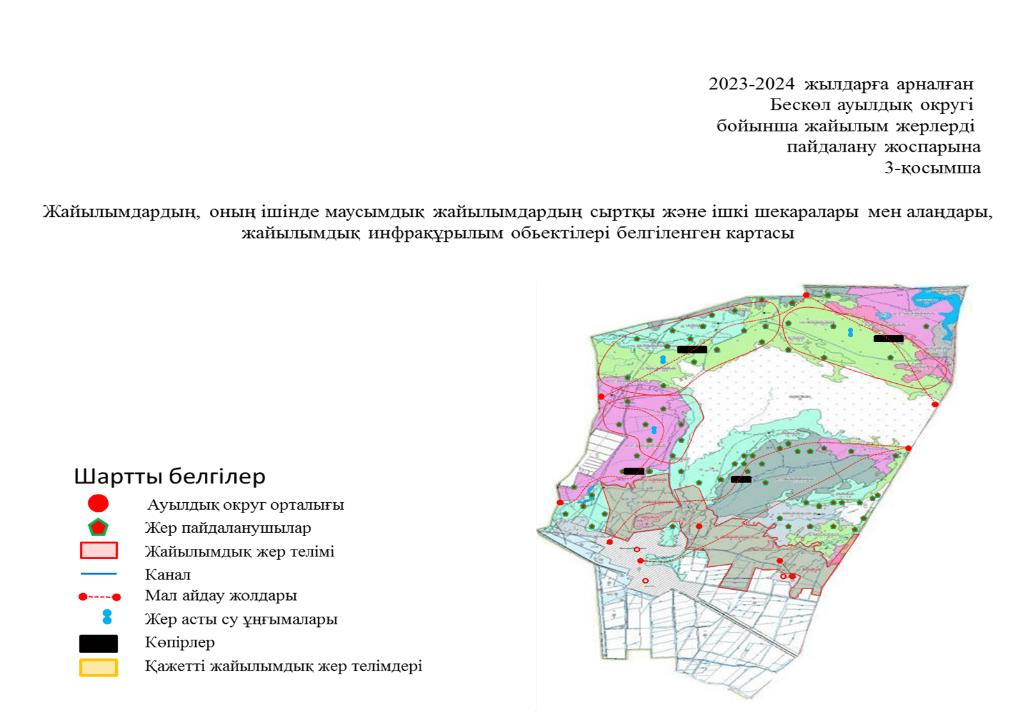 2023-2024 жылдарға арналған
Бескөл ауылдық округі
бойынша жайылым жерлерді
пайдалану жоспарына
3-қосымша
Жайылымдардың, оның ішінде маусымдық жайылымдардың сыртқы және ішкі шекаралары мен алаңдары,
жайылымдық инфрақұрылым обьектілері белгіленген картасы
Шартты белгілер
Ауылдық округ орталығы
Жер пайдаланушылар
Жайылымдық жер телімі
Канал
Мал айдау жолдары
Жер асты су ұңғымалары
Көпірлер
Қажетті жайылымдық жер телімдері